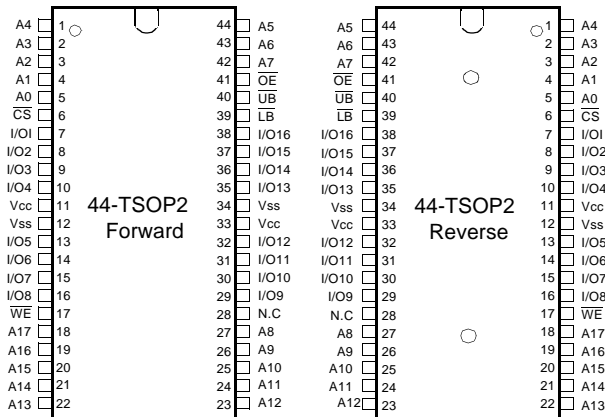 A4 1 44 A5 A5 44 1 A4
A3 2 43 A6 A6 43 2 A3
A2 3 42 A7 A7 42 3 A2
A1 4 41 OE OE 41 4 A1
A0 5 40 UB UB 40 5 A0
CS 6 39 LB LB 39 6 CS
I/OI 7 38 I/O16 I/O16 38 7 I/OI
I/O2 8 37 I/O15 I/O15 37 8 I/O2
I/O3 9 36 I/O14 I/O14 36 9 I/O3
I/O4 10 35 I/O13 I/O13 35 10 I/O4
Vcc 11 44-TSOP2 34 Vss Vss 34 44-TSOP2 11 Vcc
Vss 12 Forward 33 Vcc Vcc 33 Reverse 12 Vss
I/O5 13 32 I/O12 I/O12 32 13 I/O5
I/O6 14 31 I/O11 I/O11 31 14 I/O6
I/O7 15 30 I/O10 I/O10 30 15 I/O7
I/O8 16 29 I/O9 I/O9 29 16 I/O8
WE 17 28 N.C N.C 28 17 WE
A17 18 27 A8 A8 27 18 A17
A16 19 26 A9 A9 26 19 A16
A15 20 25 A10 A10 25 20 A15
A14 21 24 A11 A11 24 21 A14
A13 22 23 A12 A12 23 22 A13